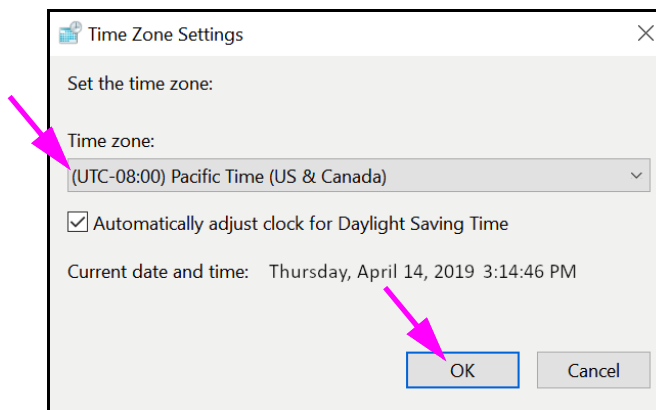 Time Zone Settings
Set the time zone:
Time zone:
(UTC-08:00) Pacific Time (US & Canada)
Automatically adjust clock for Daylight Saving Time
Current date and time: Thursday, April 14, 2019 3:14:46 PM
OK Cancel